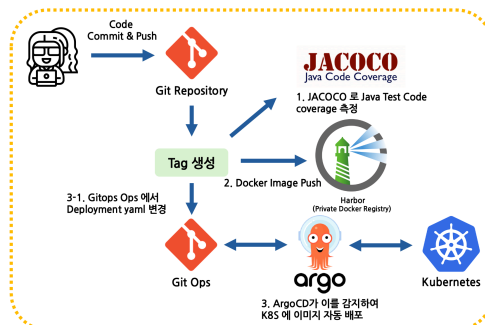 Code
Commit & Push
Git Repository
JACOCO
Java Code Coverage
1. JACOCO 로 Java Test Code
coverage 측정
Tag 생성
2. Docker Image Push
Harbor
(Private Docker Registry)
3-1. Gitops Ops 에서
Deployment yaml 변경
Git Ops
argo
Kubernetes
3. ArgoCD가 이를 감지하여
K8S 에 이미지 자동 배포